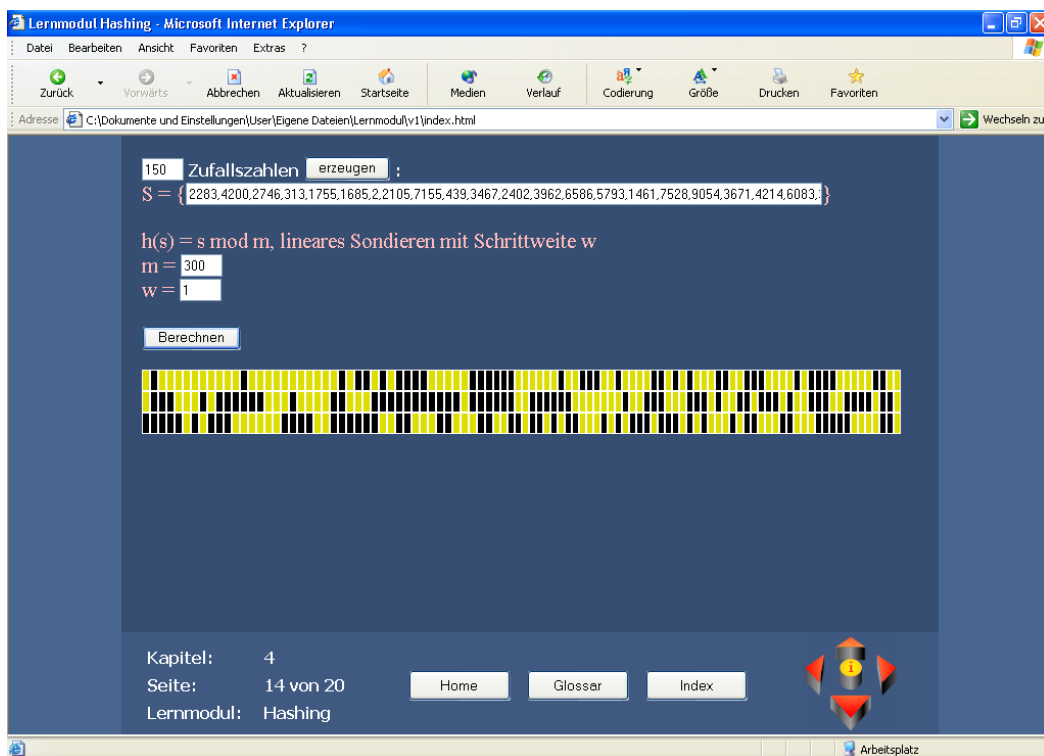 Lernmodul Hashing - Microsoft Internet Explorer
Datei Bearbeiten Ansicht Favoriten Extras ?
Zurück Vorwärts Abbrechen Aktualisieren Startseite Medien Verlauf Codierung Größe Drucken Favoriten
Adresse C:\Dokumente und Einstellungen\User\Eigene Dateien\Lernmodul\v1\index.html Wechseln zu
150 Zufallszahlen erzeugen :
S = { 2283,4200,2746,313,1755,1685,2,2105,7155,439,3467,2402,3962,6586,5793,1461,7528,9054,3671,4214,6083, }
h(s) = s mod m, lineares Sondieren mit Schrittweite w
m = 300
w = 1
Berechnen
Kapitel: 4
Seite: 14 von 20
Lernmodul: Hashing
Home Glossar Index
i
Arbeitsplatz